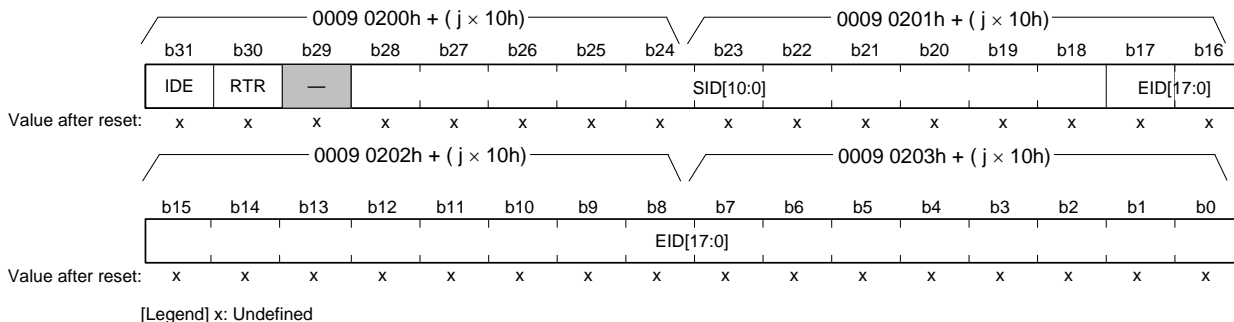 0009 0200h + ( j × 10h) 0009 0201h + ( j × 10h)
b31 b30 b29 b28 b27 b26 b25 b24 b23 b22 b21 b20 b19 b18 b17 b16
IDE RTR — SID[10:0] EID[17:0]
Value after reset: x x x x x x x x x x x x x x x x
0009 0202h + ( j × 10h) 0009 0203h + ( j × 10h)
b15 b14 b13 b12 b11 b10 b9 b8 b7 b6 b5 b4 b3 b2 b1 b0
EID[17:0]
Value after reset: x x x x x x x x x x x x x x x x
[Legend] x: Undefined